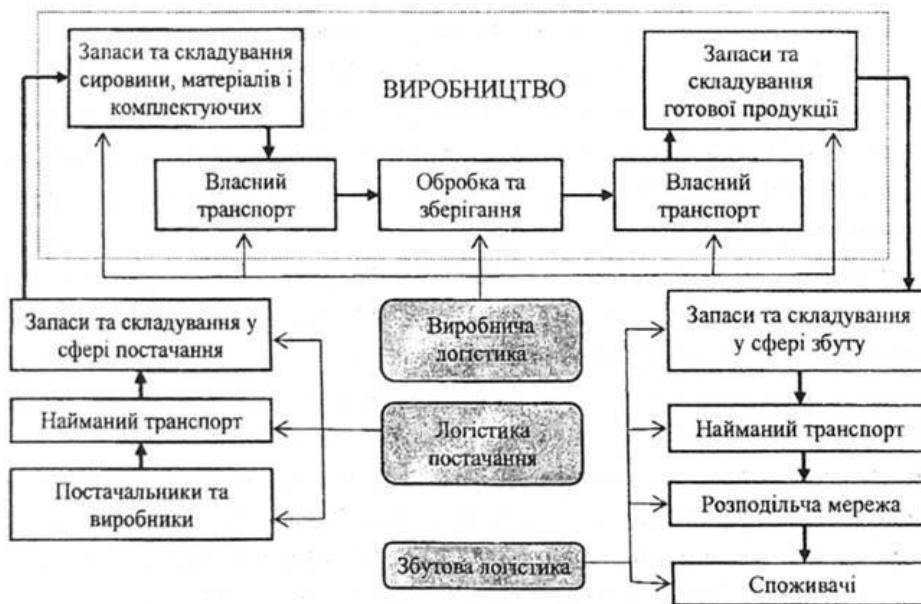 Запаси та складування
сировини, матеріалів і
комплектуючих
ВИРОБНИЦТВО
Запаси та
складування
готової продукції
Власний
транспорт
Обробка та
зберігання
Власний
транспорт
Запаси та складування у
сфері постачання
Виробнича
логістика
Запаси та складування
у сфері збуту
Найманий транспорт
Логістика
постачання
Найманий транспорт
Постачальники та
виробники
Розподільча мережа
Збутова логістика
Споживачі